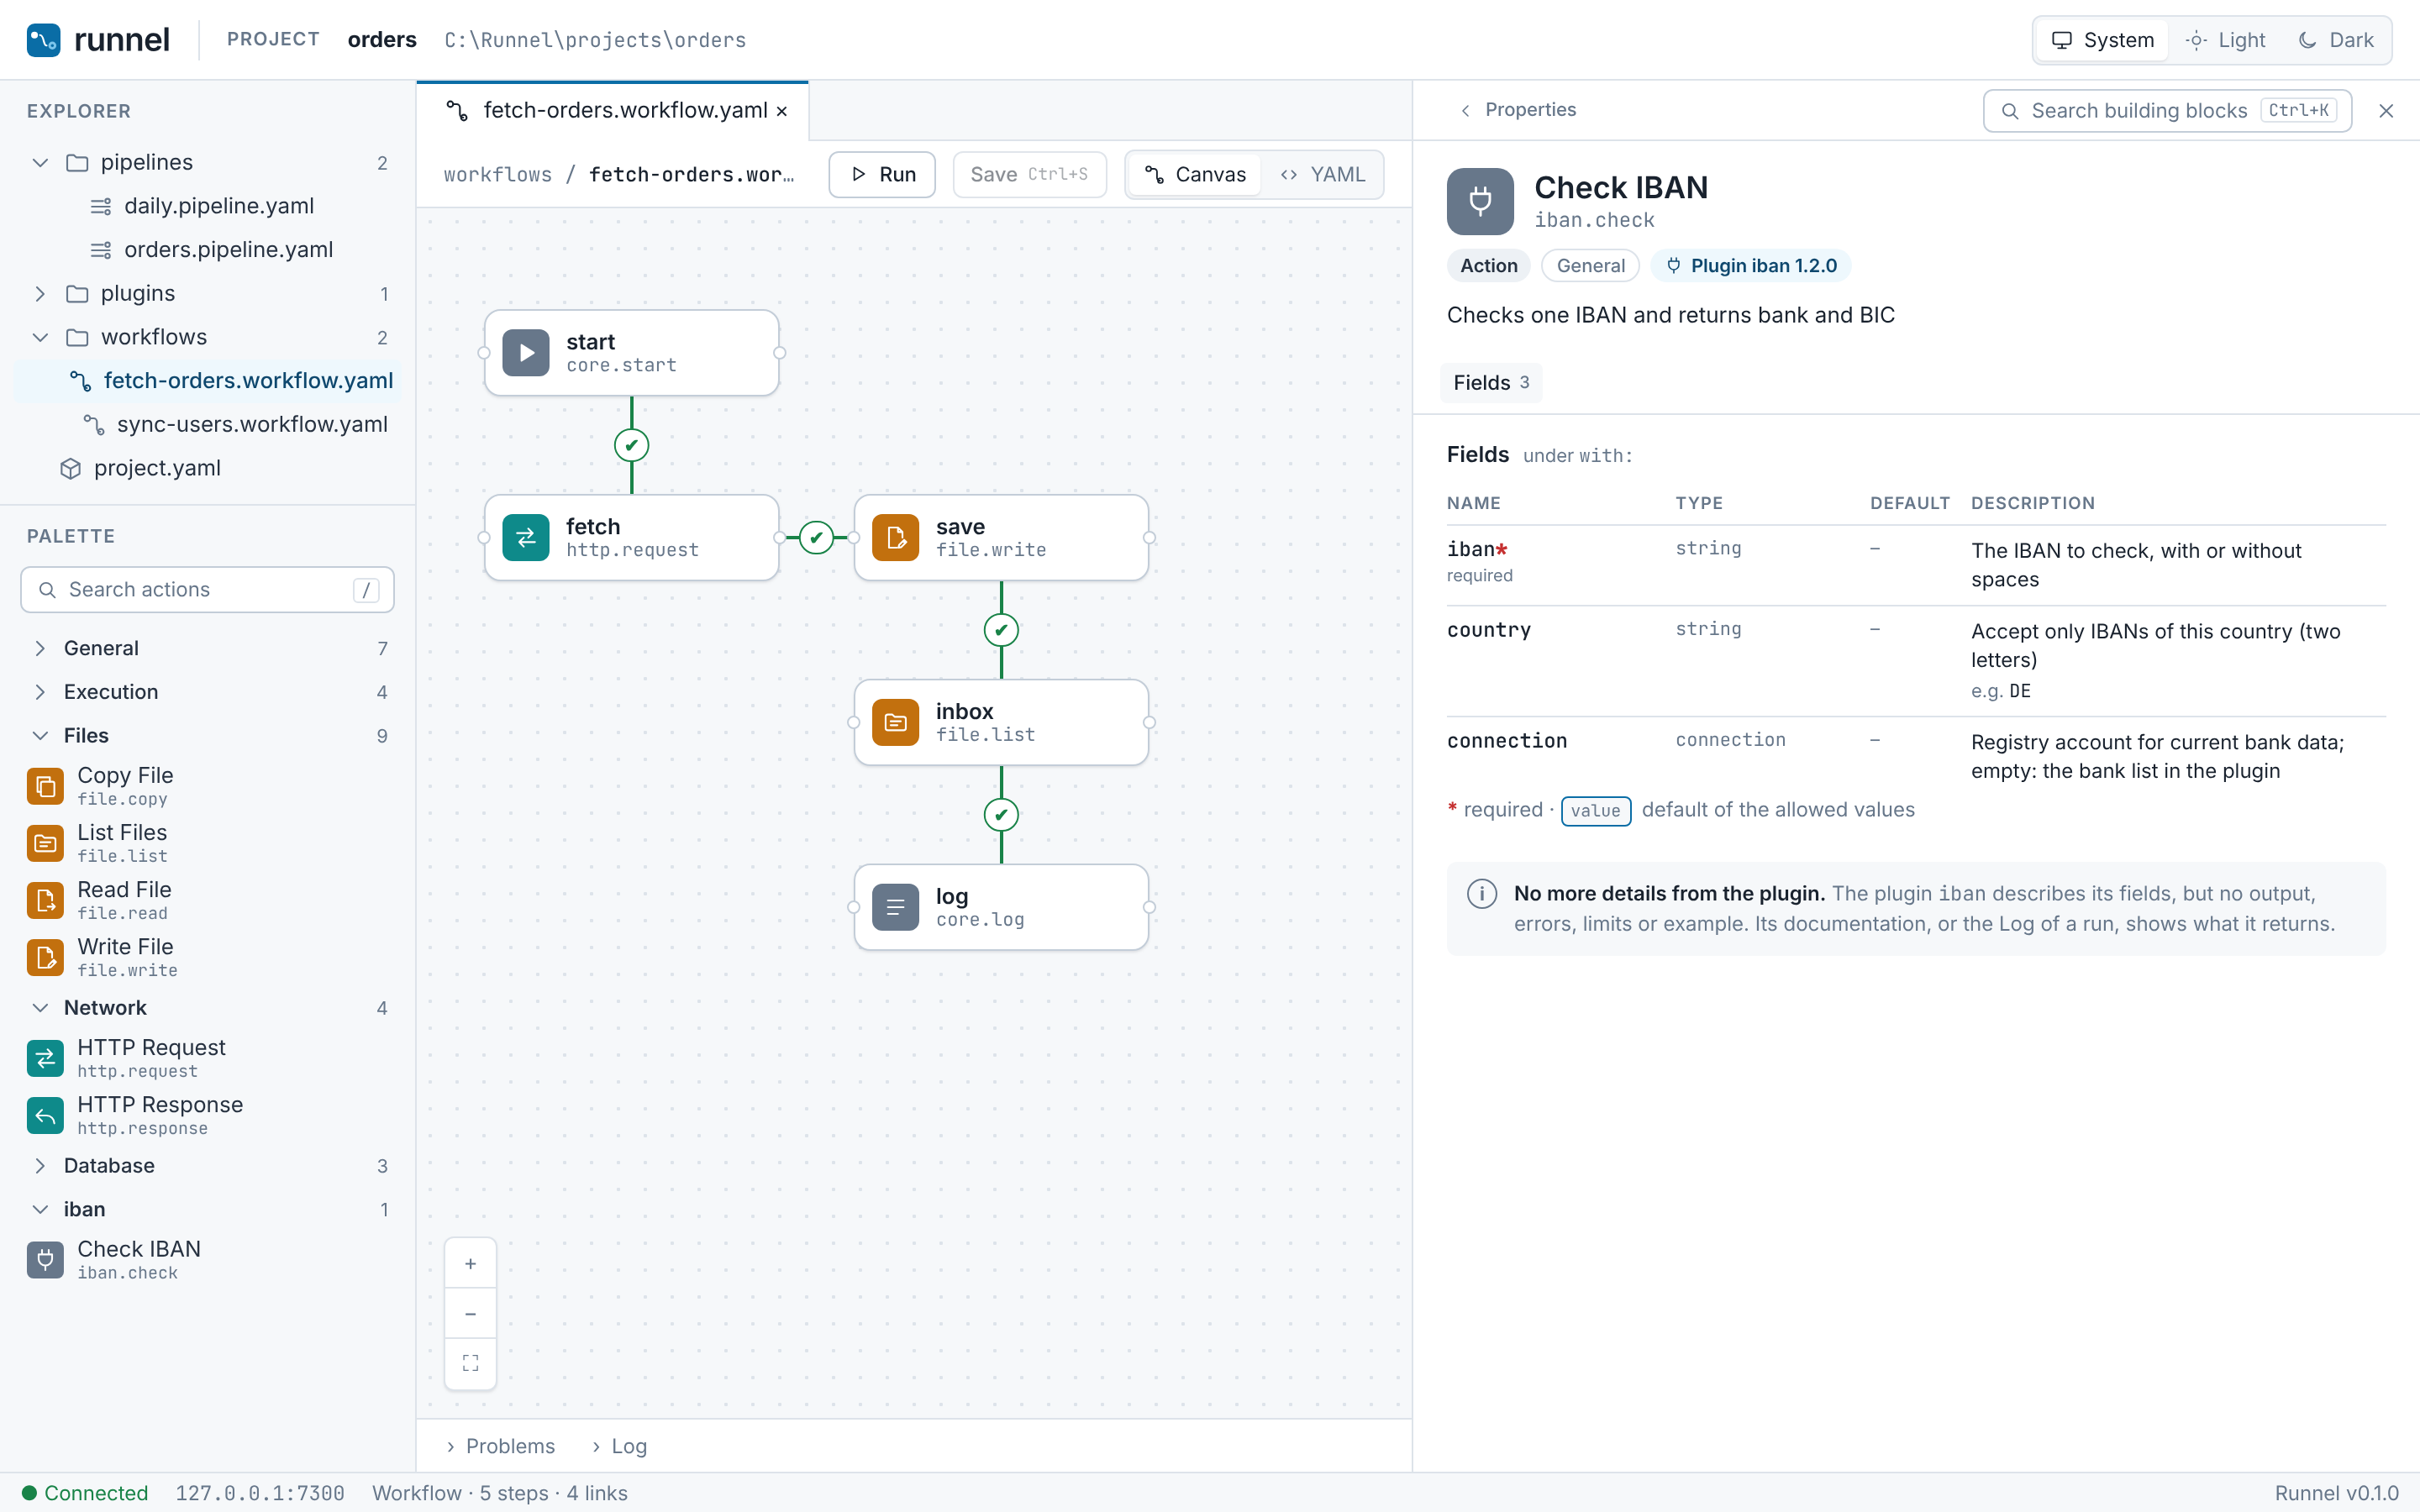 runnel
PROJECT orders C:\Runnel\projects\orders
System Light Dark
EXPLORER
pipelines 2
daily.pipeline.yaml
orders.pipeline.yaml
plugins 1
workflows 2
fetch-orders.workflow.yaml
sync-users.workflow.yaml
project.yaml
PALETTE
Search actions /
General 7
Execution 4
Files 9
Copy File
file.copy
List Files
file.list
Read File
file.read
Write File
file.write
Network 4
HTTP Request
http.request
HTTP Response
http.response
Database 3
iban 1
Check IBAN
iban.check
fetch-orders.workflow.yaml ×
workflows / fetch-orders.wor…
Run Save Ctrl+S Canvas YAML
start
core.start
fetch
http.request
save
file.write
inbox
file.list
log
core.log
+
−
Problems Log
Properties
Search building blocks Ctrl+K
Check IBAN
iban.check
Action General Plugin iban 1.2.0
Checks one IBAN and returns bank and BIC
Fields 3
Fields under with:
NAME TYPE DEFAULT DESCRIPTION
iban* string – The IBAN to check, with or without
required spaces
country string – Accept only IBANs of this country (two
letters)
e.g. DE
connection connection – Registry account for current bank data;
empty: the bank list in the plugin
* required · value default of the allowed values
No more details from the plugin. The plugin iban describes its fields, but no output,
errors, limits or example. Its documentation, or the Log of a run, shows what it returns.
Connected 127.0.0.1:7300 Workflow · 5 steps · 4 links
Runnel v0.1.0